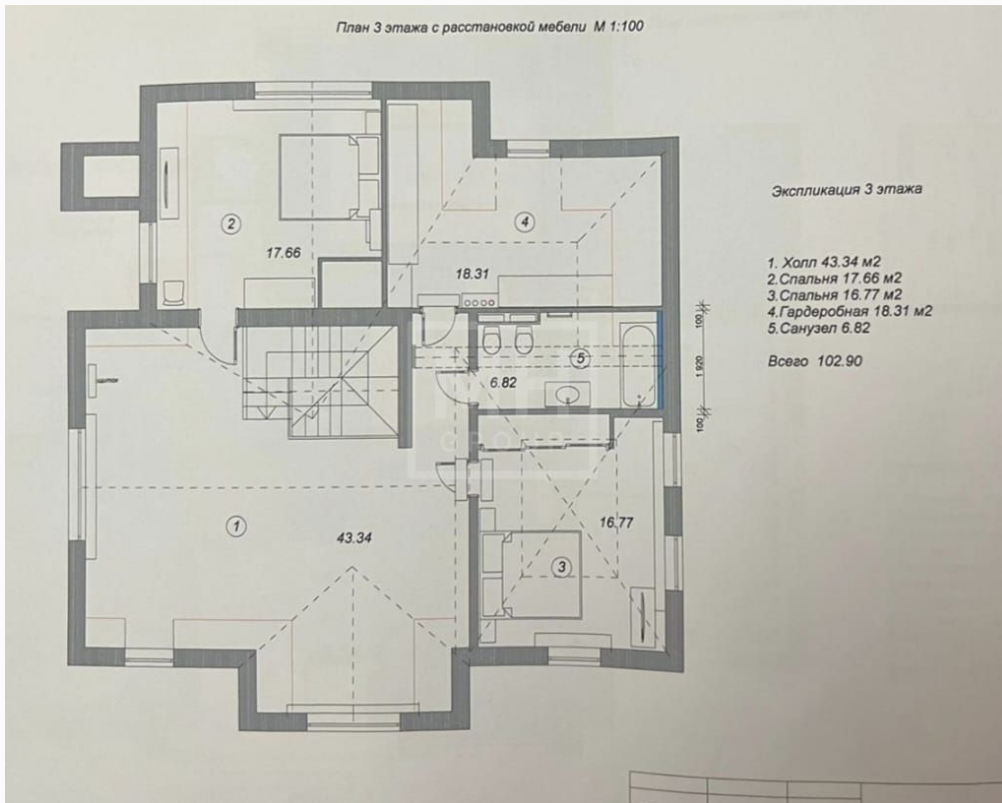 План 3 этажа с расстановкой мебели М 1:100
Экспликация 3 этажа
1. Холл 43.34 м2
2.Спальня 17.66 м2
3.Спальня 16.77 м2
4.Гардеробная 18.31 м2
5.Санузел 6.82
Всего 102.90
2
17.66
4
18.31
5
6.82
100
1.920
100
щиток
1
43.34
3
16.77
GROUP